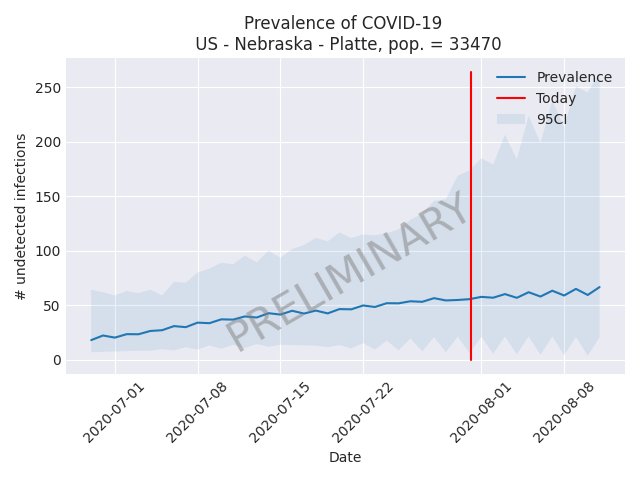 Prevalence of COVID-19
US - Nebraska - Platte, pop. = 33470
Prevalence
Today
95CI
PRELIMINARY
# undetected infections
250
200
150
100
50
0
2020-07-01
2020-07-08
2020-07-15
2020-07-22
2020-08-01
2020-08-08
Date